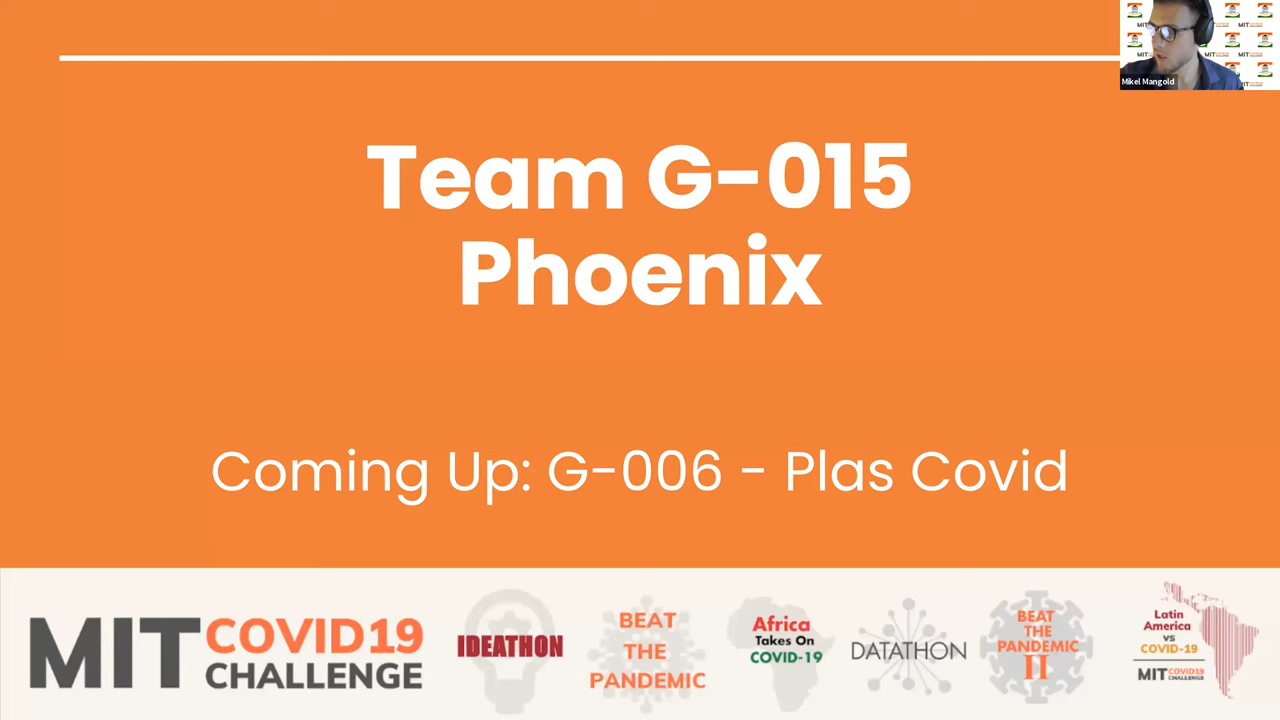 Mikel Mangold
Team G-015
Phoenix
Coming Up: G-006 - Plas Covid
MIT COVID19
CHALLENGE
IDEATHON
BEAT
THE
PANDEMIC
Africa
Takes On
COVID-19
DATATHON
BEAT
THE
PANDEMIC
II
Latin
America
vs
COVID-19
MIT COVID19
CHALLENGE